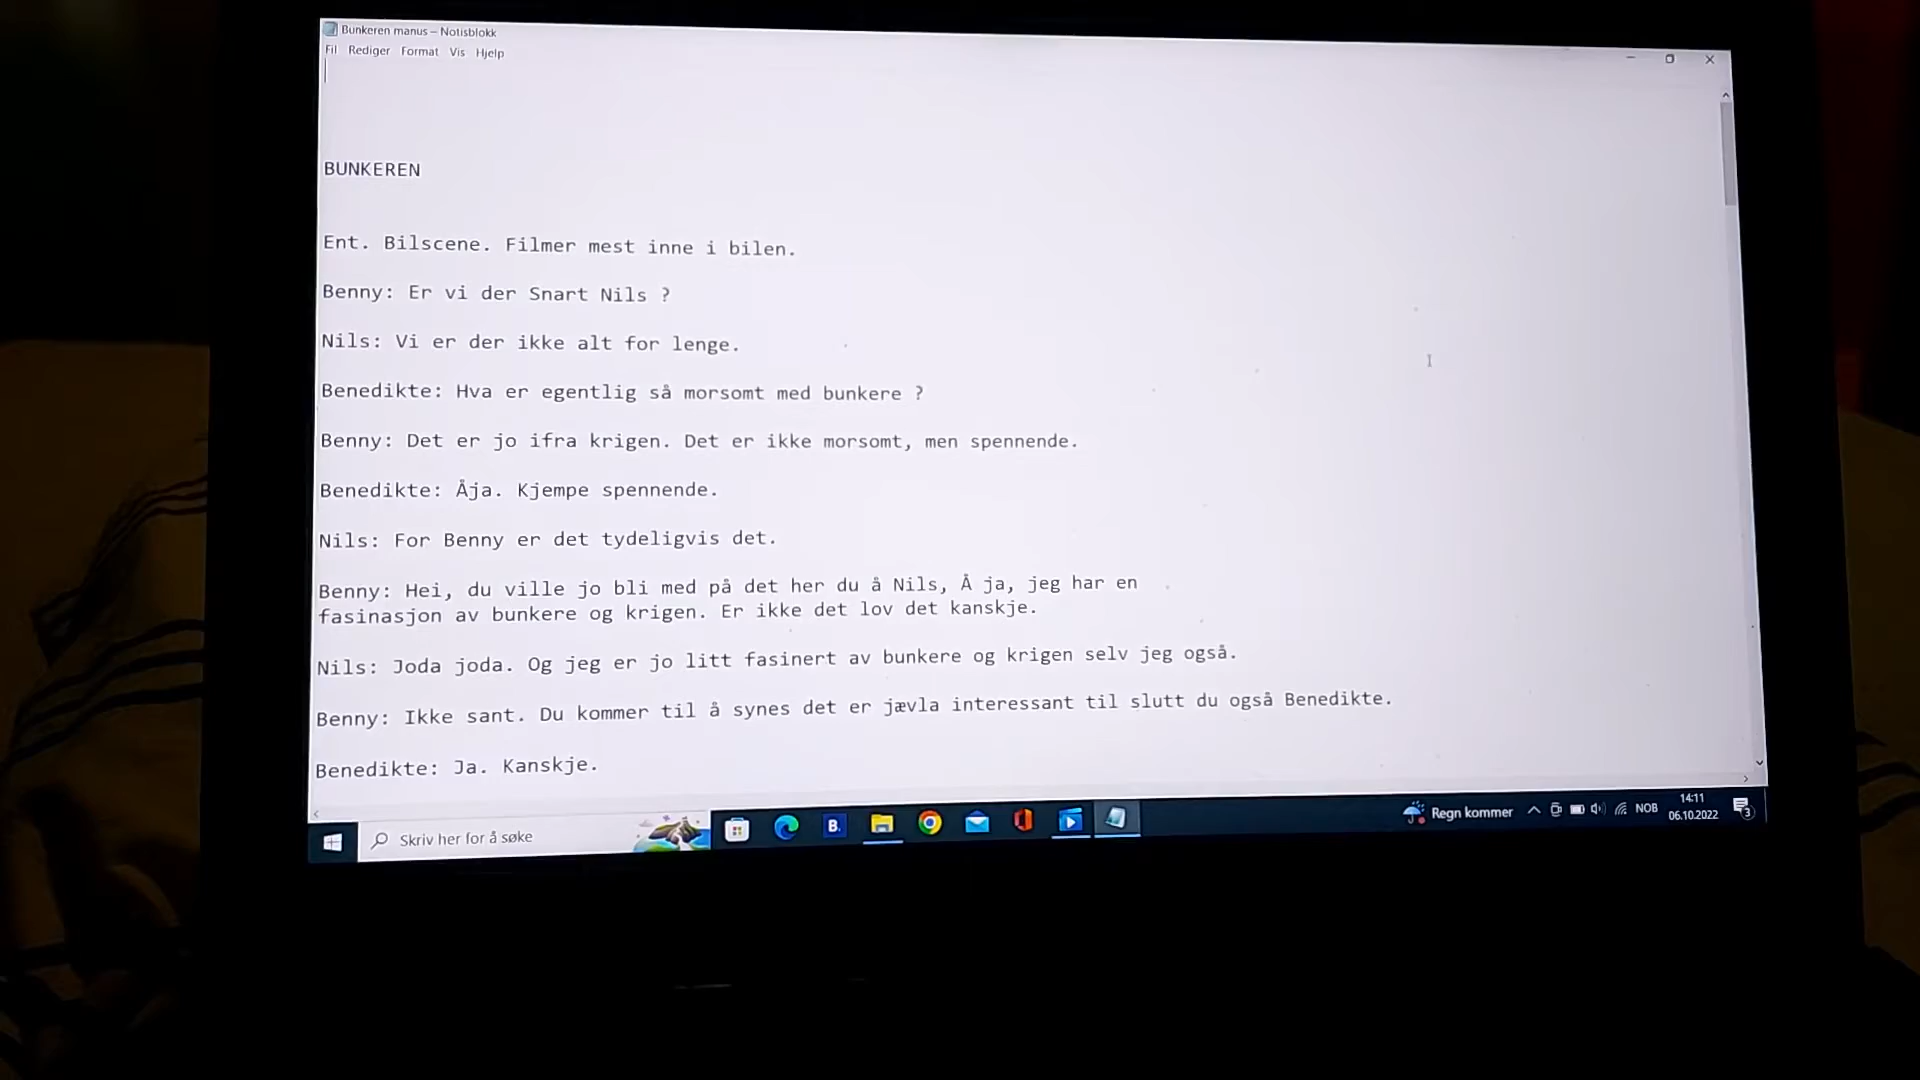 Bunkeren manus – Notisblokk
Fil Rediger Format Vis Hjelp
BUNKEREN
Ent. Bilscene. Filmer mest inne i bilen.
Benny: Er vi der Snart Nils ?
Nils: Vi er der ikke alt for lenge.
Benedikte: Hva er egentlig så morsomt med bunkere ?
Benny: Det er jo ifra krigen. Det er ikke morsomt, men spennende.
Benedikte: Åja. Kjempe spennende.
Nils: For Benny er det tydeligvis det.
Benny: Hei, du ville jo bli med på det her du å Nils, Å ja, jeg har en
fasinasjon av bunkere og krigen. Er ikke det lov det kanskje.
Nils: Joda joda. Og jeg er jo litt fasinert av bunkere og krigen selv jeg også.
Benny: Ikke sant. Du kommer til å synes det er jævla interessant til slutt du også Benedikte.
Benedikte: Ja. Kanskje.
Skriv her for å søke
B.
Regn kommer
NOB
14:11
06.10.2022
3